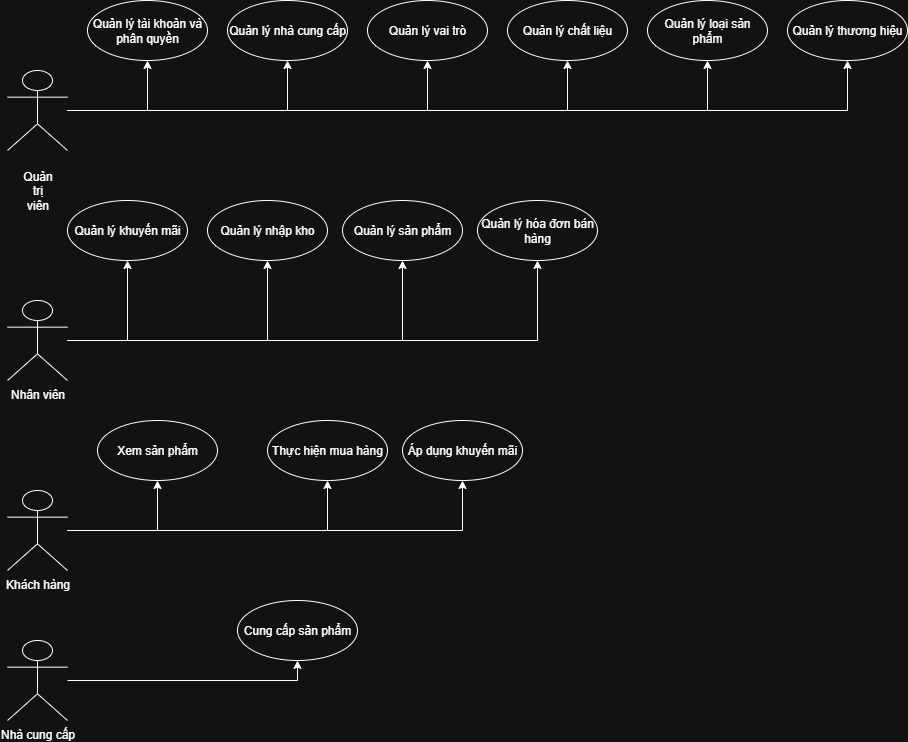 Quản lý tài khoản và
phân quyền
Quản lý nhà cung cấp
Quản lý vai trò
Quản lý chất liệu
Quản lý loại sản
phẩm
Quản lý thương hiệu
Quản
trị
viên
Quản lý khuyến mãi
Quản lý nhập kho
Quản lý sản phẩm
Quản lý hóa đơn bán
hàng
Nhân viên
Xem sản phẩm
Thực hiện mua hàng
Áp dụng khuyến mãi
Khách hàng
Cung cấp sản phẩm
Nhà cung cấp